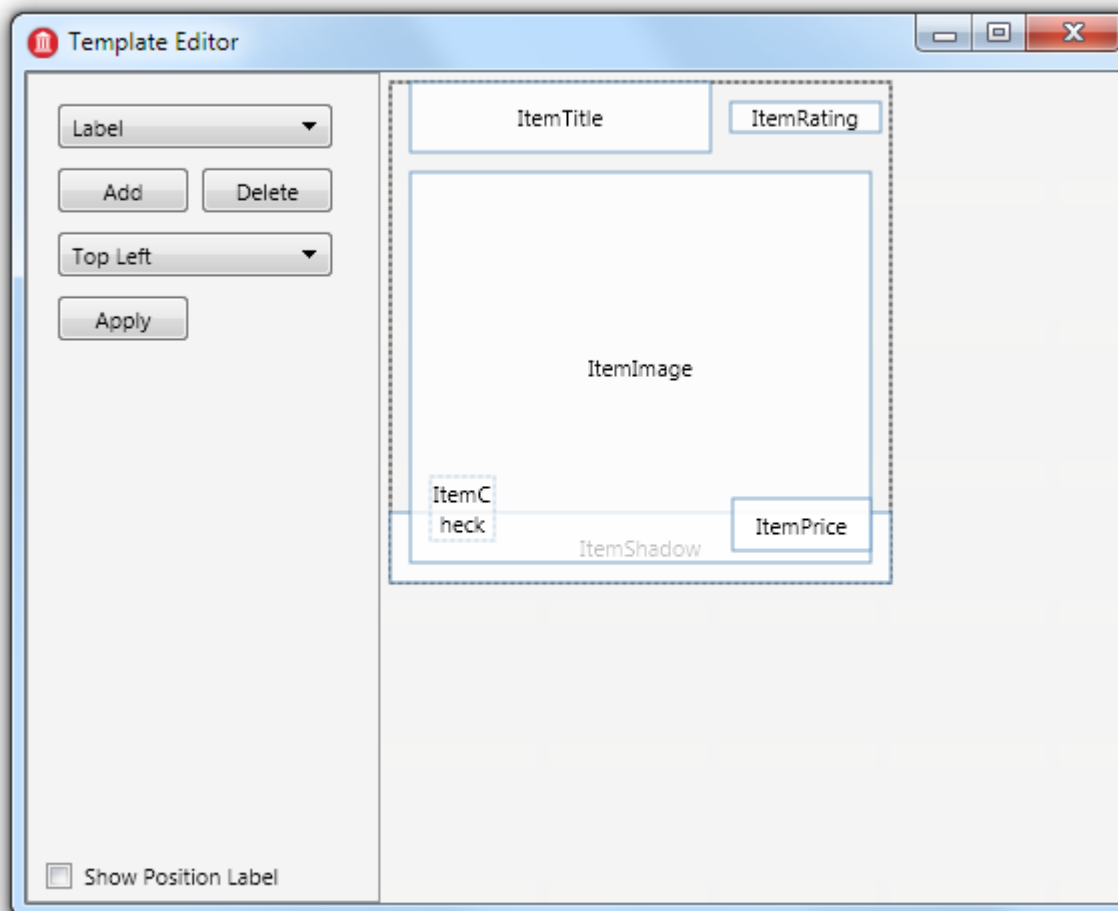 Template Editor
Label
Add
Delete
Top Left
Apply
Show Position Label
ItemTitle
ItemRating
ItemImage
ItemC
heck
ItemPrice
ItemShadow